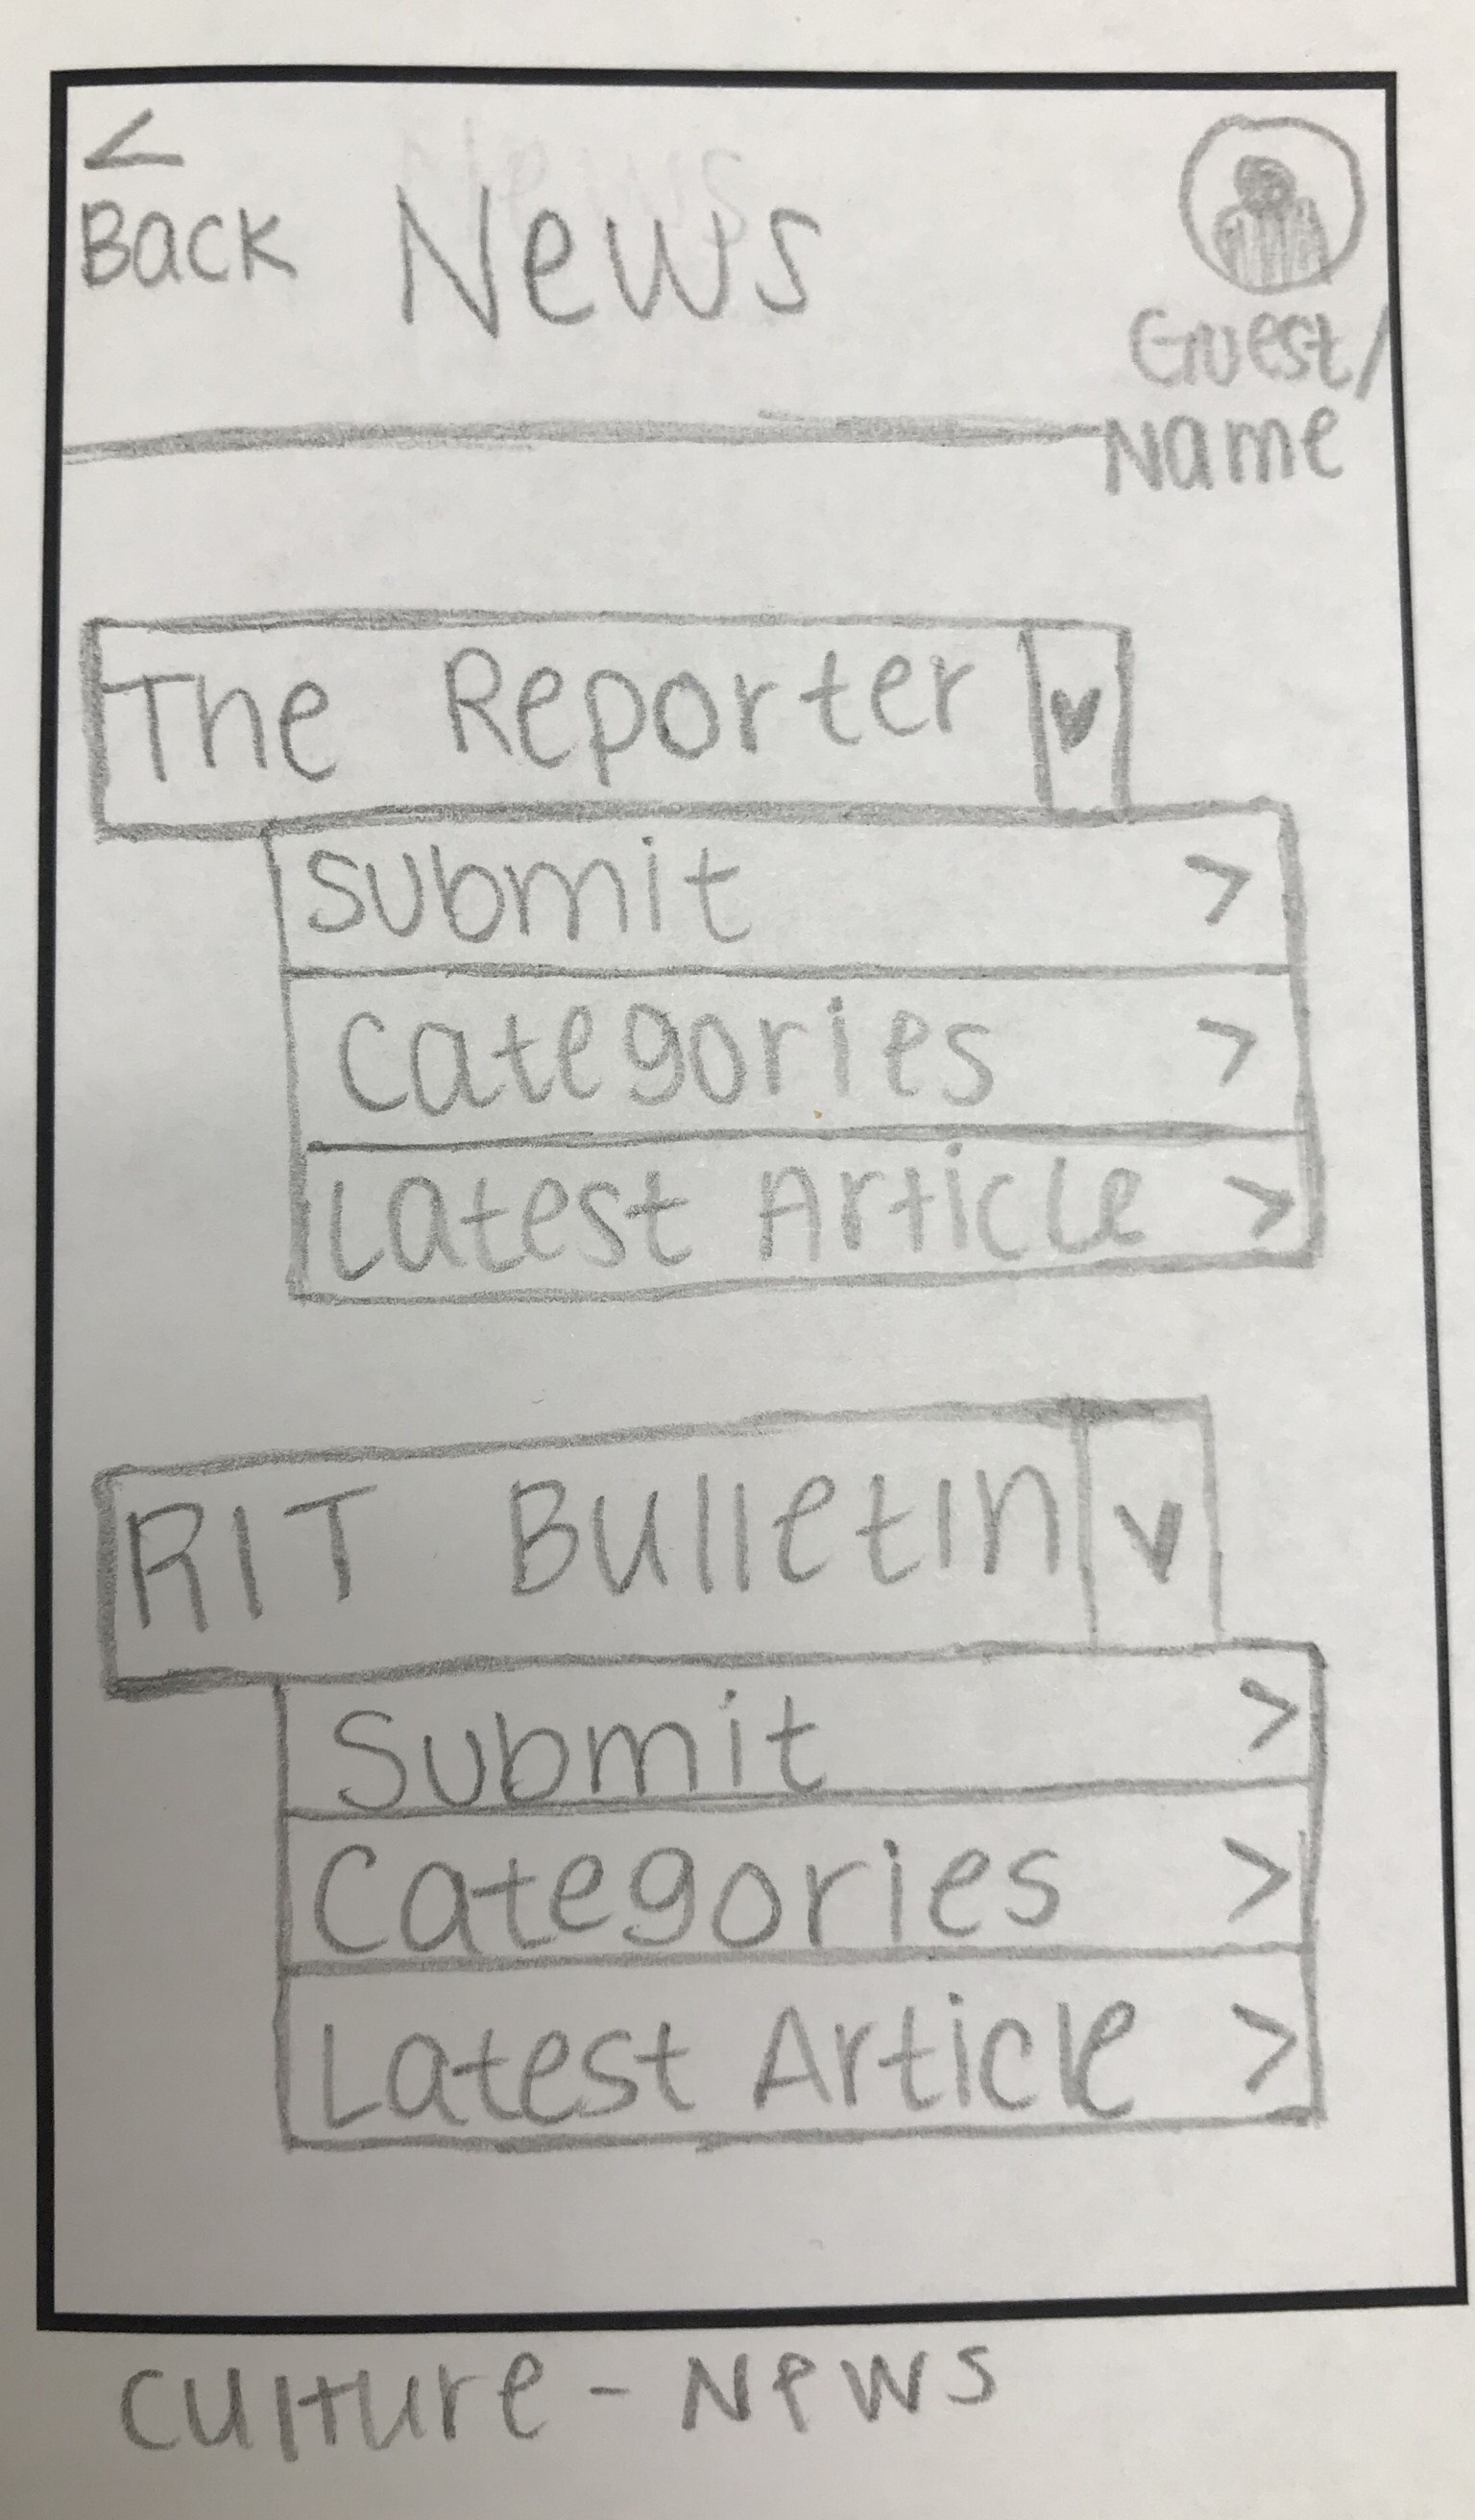 <
Back News
Guest/
Name
The Reporter v
Submit >
Categories >
Latest Article >
RIT Bulletin v
Submit >
Categories >
Latest Article >
Culture - News